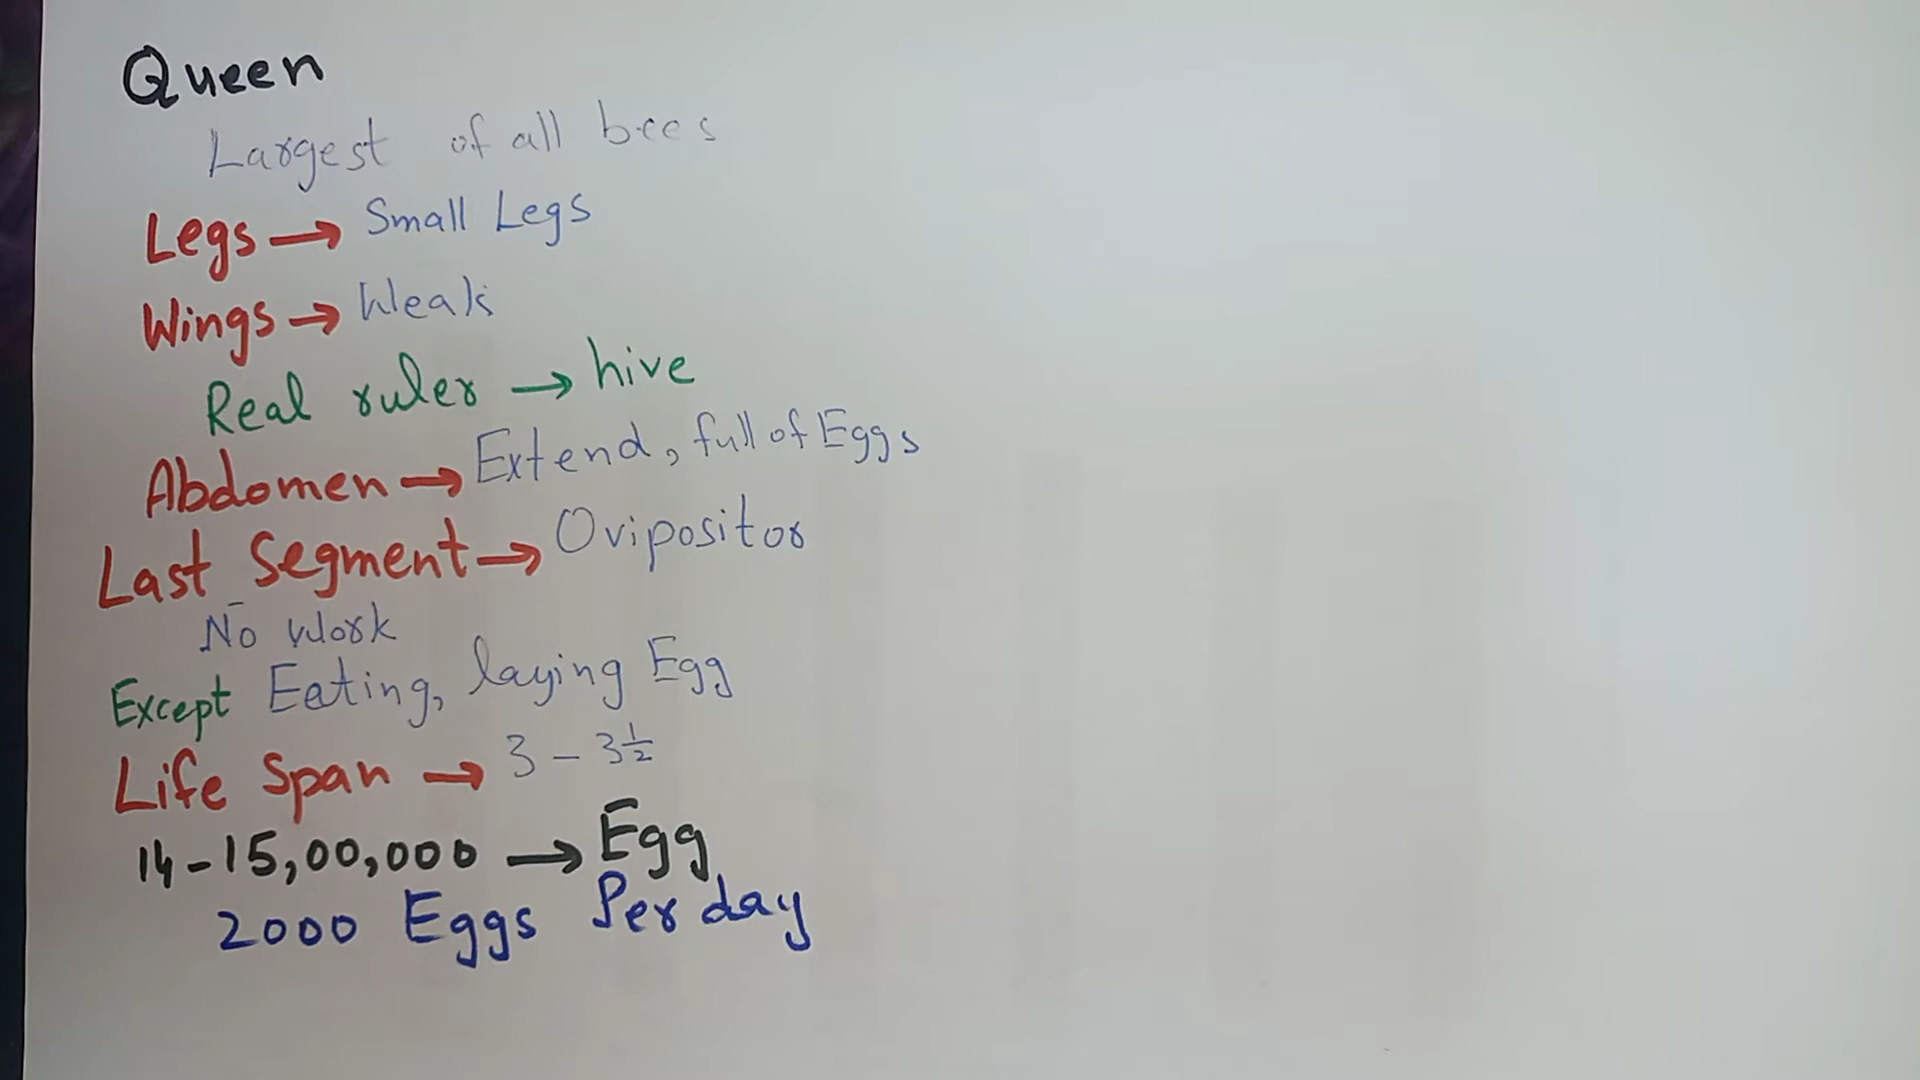 Queen
Largest of all bees
Legs → Small Legs
Wings → Weak
Real ruler → hive
Abdomen → Extend, full of Eggs
Last Segment → Ovipositor
No Work
Except Eating, laying Egg
Life Span → 3 - 3½
14-15,00,000 → Egg
2000 Eggs Per day